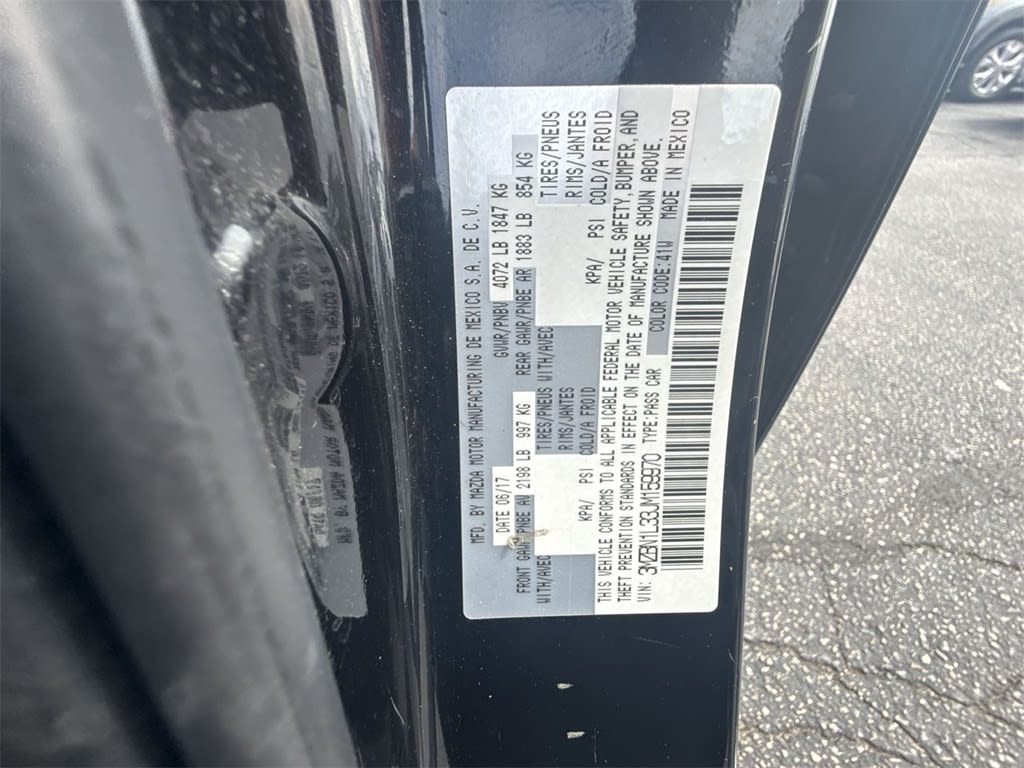 MFD. BY MAZDA MOTOR MANUFACTURING DE MEXICO S.A. DE C.V.
DATE 06/17 GVWR/PNBV 4072 LB 1847 KG
FRONT GAWR/PNBE AV 2198 LB 997 KG REAR GAWR/PNBE AR 1883 LB 854 KG
WITH/AVEC TIRES/PNEUS WITH/AVEC TIRES/PNEUS
RIMS/JANTES RIMS/JANTES
KPA/ PSI COLD/A FROID KPA/ PSI COLD/A FROID
THIS VEHICLE CONFORMS TO ALL APPLICABLE FEDERAL MOTOR VEHICLE SAFETY, BUMPER, AND
THEFT PREVENTION STANDARDS IN EFFECT ON THE DATE OF MANUFACTURE SHOWN ABOVE.
VIN: 3MZBN1L33JM159970 TYPE:PASS CAR COLOR CODE:41W MADE IN MEXICO